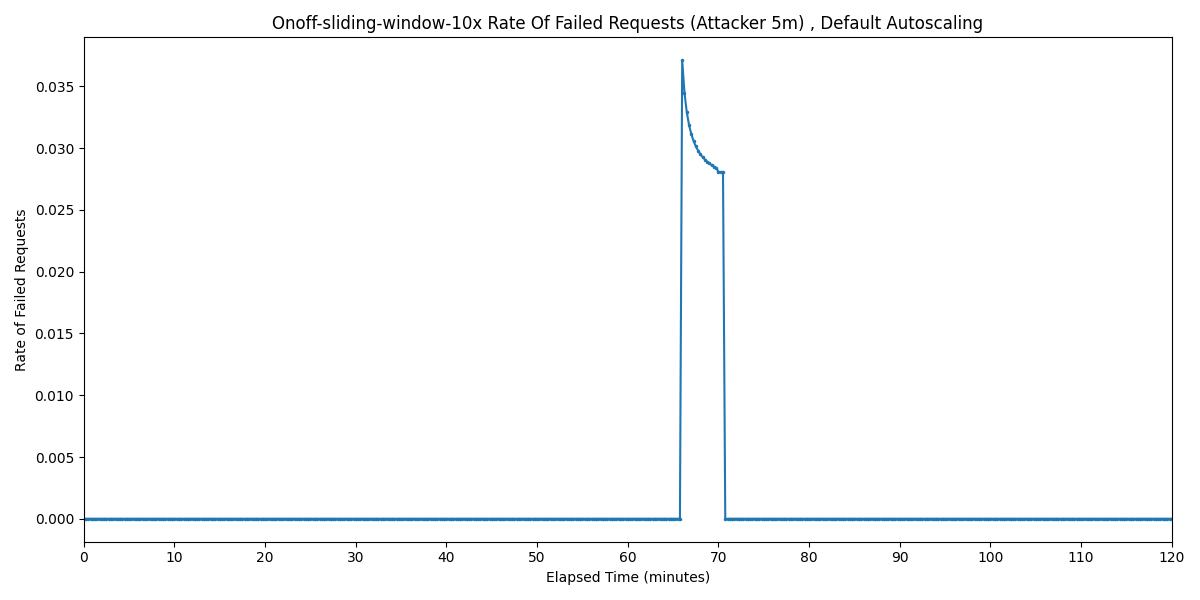 Onoff-sliding-window-10x Rate Of Failed Requests (Attacker 5m) , Default Autoscaling
Rate of Failed Requests
0.035
0.030
0.025
0.020
0.015
0.010
0.005
0.000
0 10 20 30 40 50 60 70 80 90 100 110 120
Elapsed Time (minutes)